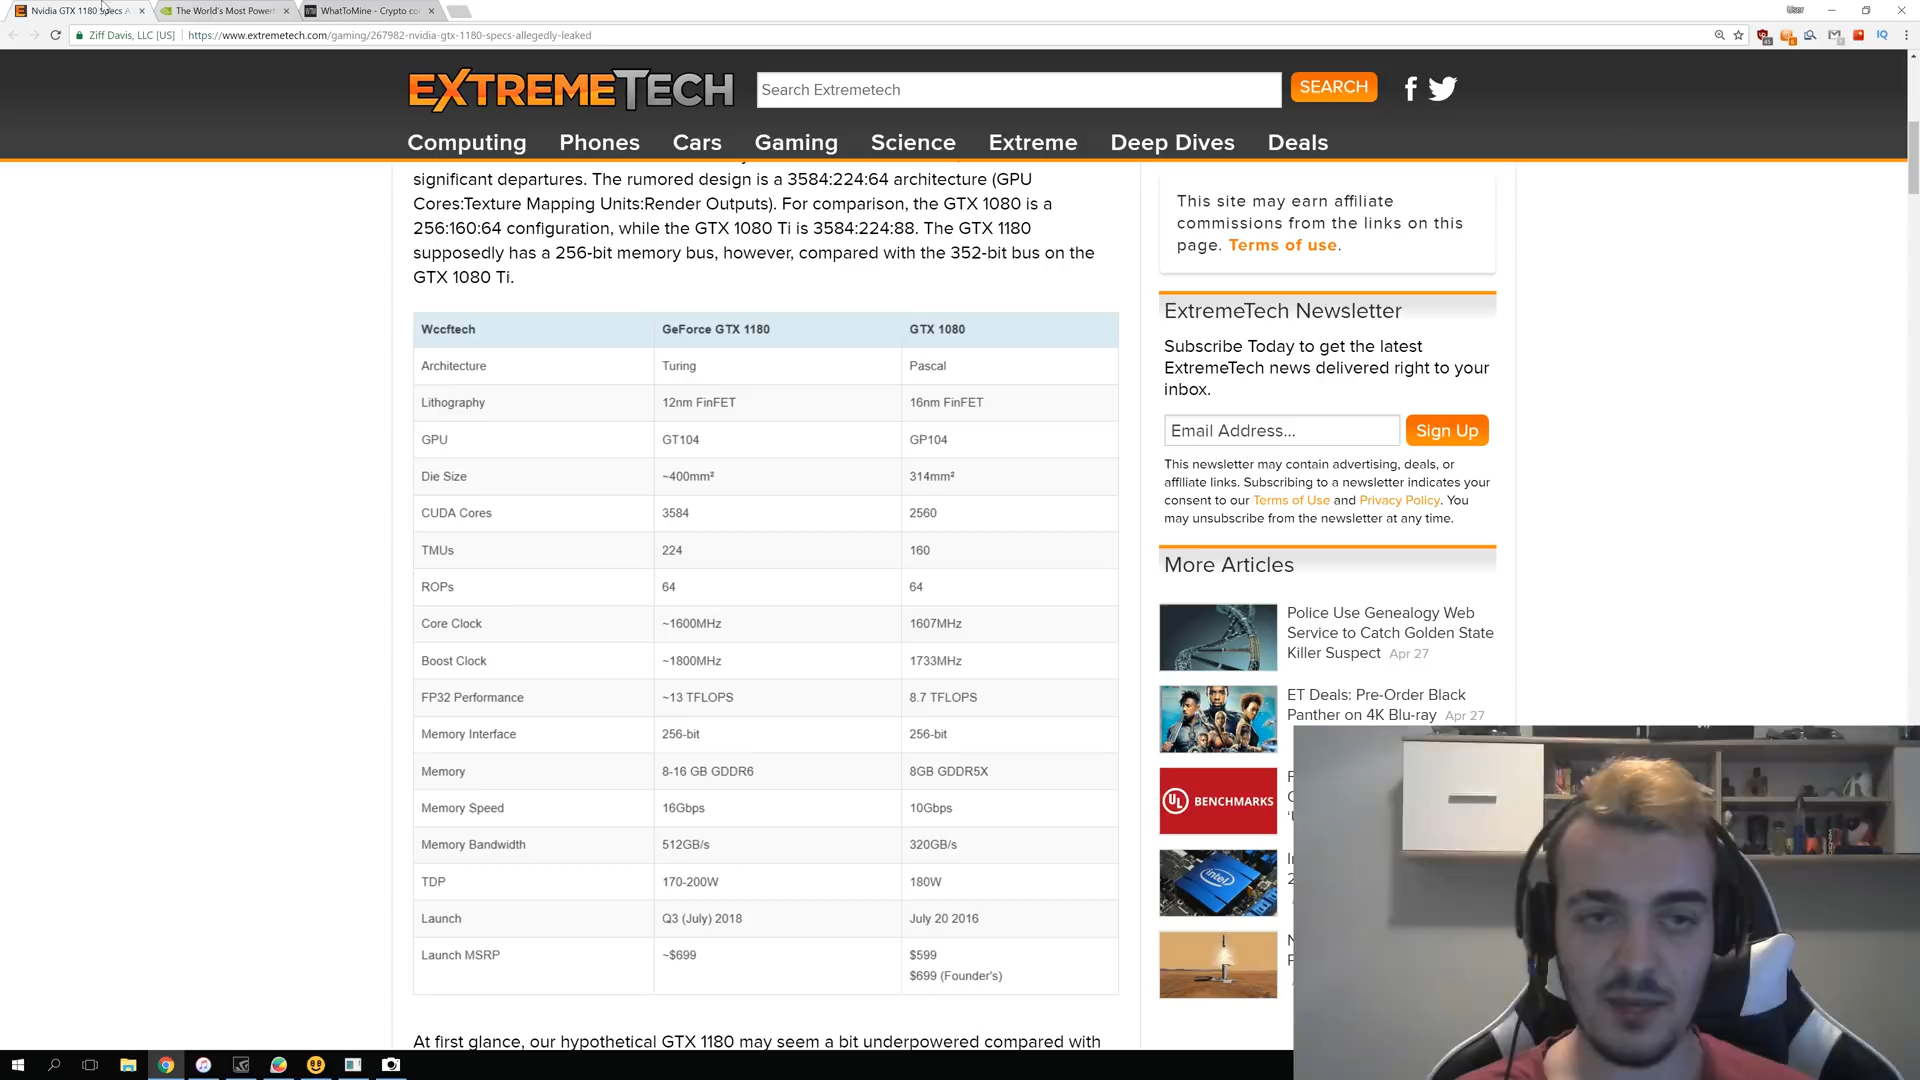 Nvidia GTX 1180 Specs A
The World's Most Powerf
WhatToMine - Crypto co
User
Ziff Davis, LLC [US]
https://www.extremetech.com/gaming/267982-nvidia-gtx-1180-specs-allegedly-leaked
IQ
EXTREMETECH
Search Extremetech
SEARCH
Computing Phones Cars Gaming Science Extreme Deep Dives Deals
significant departures. The rumored design is a 3584:224:64 architecture (GPU
Cores:Texture Mapping Units:Render Outputs). For comparison, the GTX 1080 is a
256:160:64 configuration, while the GTX 1080 Ti is 3584:224:88. The GTX 1180
supposedly has a 256-bit memory bus, however, compared with the 352-bit bus on the
GTX 1080 Ti.
Wccftech GeForce GTX 1180 GTX 1080
Architecture Turing Pascal
Lithography 12nm FinFET 16nm FinFET
GPU GT104 GP104
Die Size ~400mm² 314mm²
CUDA Cores 3584 2560
TMUs 224 160
ROPs 64 64
Core Clock ~1600MHz 1607MHz
Boost Clock ~1800MHz 1733MHz
FP32 Performance ~13 TFLOPS 8.7 TFLOPS
Memory Interface 256-bit 256-bit
Memory 8-16 GB GDDR6 8GB GDDR5X
Memory Speed 16Gbps 10Gbps
Memory Bandwidth 512GB/s 320GB/s
TDP 170-200W 180W
Launch Q3 (July) 2018 July 20 2016
Launch MSRP ~$699 $599
$699 (Founder's)
At first glance, our hypothetical GTX 1180 may seem a bit underpowered compared with
This site may earn affiliate
commissions from the links on this
page. Terms of use.
ExtremeTech Newsletter
Subscribe Today to get the latest
ExtremeTech news delivered right to your
inbox.
Email Address...
Sign Up
This newsletter may contain advertising, deals, or
affiliate links. Subscribing to a newsletter indicates your
consent to our Terms of Use and Privacy Policy. You
may unsubscribe from the newsletter at any time.
More Articles
Police Use Genealogy Web
Service to Catch Golden State
Killer Suspect Apr 27
ET Deals: Pre-Order Black
Panther on 4K Blu-ray Apr 27
UL BENCHMARKS
intel